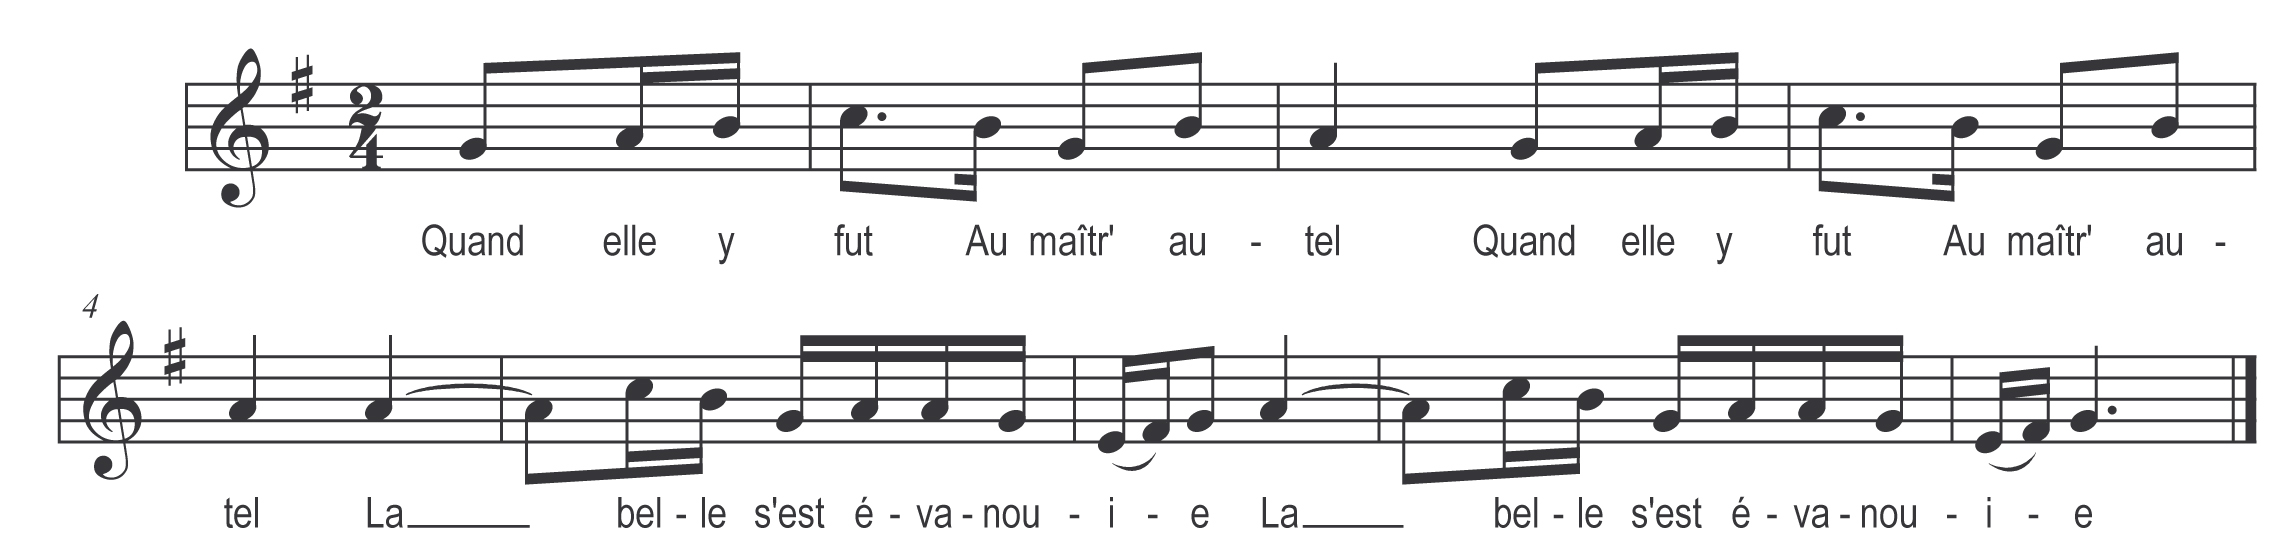 Quand elle y fut Au maîtr' au - tel Quand elle y fut Au maîtr' au -
4
tel La bel - le s'est é - va - nou - i - e La bel - le s'est é - va - nou - i - e